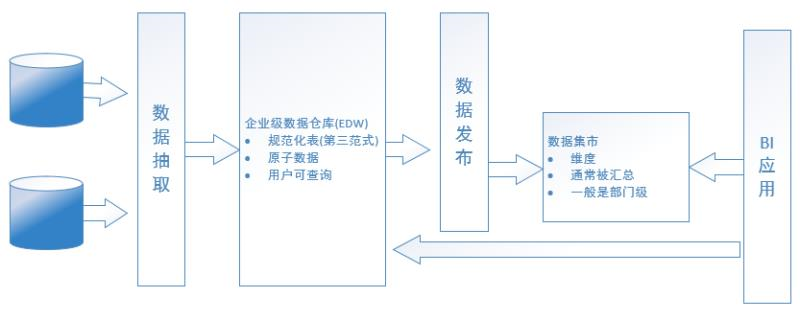 数据抽取
企业级数据仓库(EDW)
• 规范化表(第三范式)
• 原子数据
• 用户可查询
数据发布
数据集市
• 维度
• 通常被汇总
• 一般是部门级
BI
应用